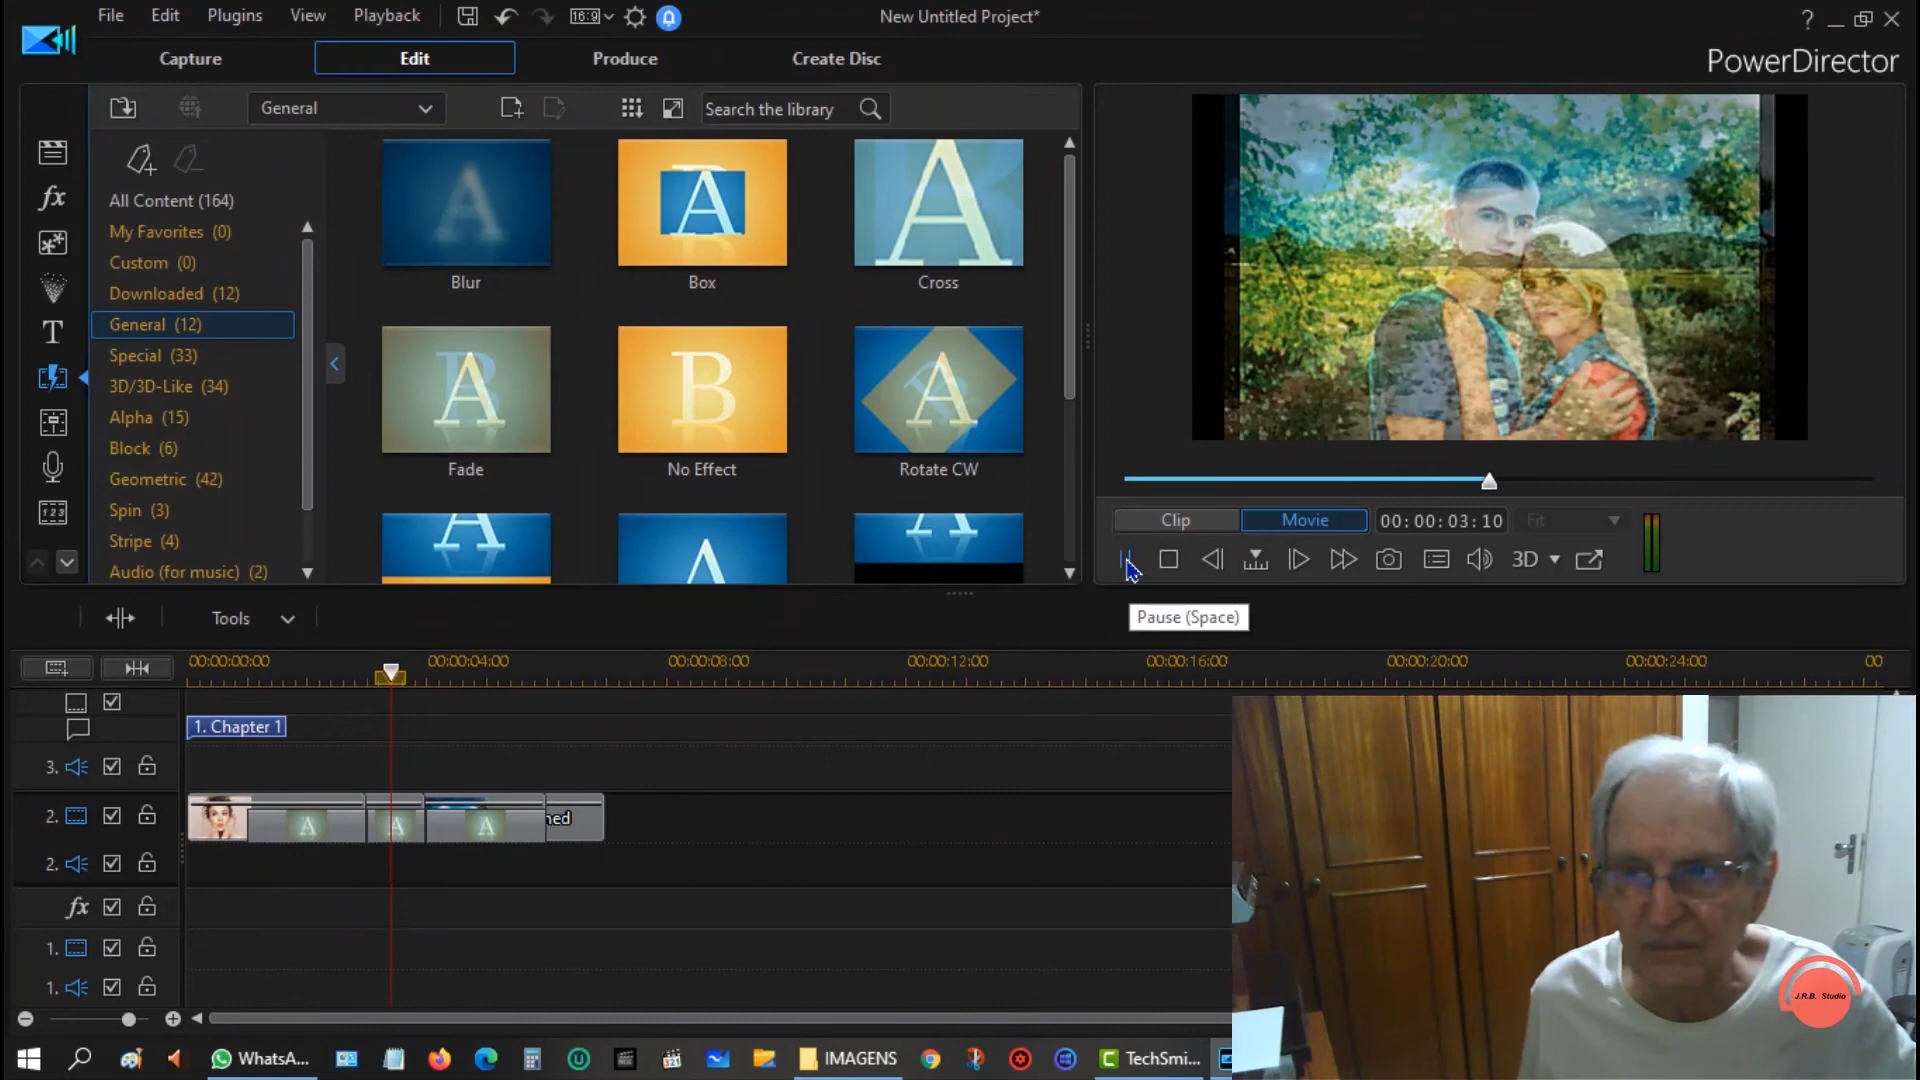 File Edit Plugins View Playback 16:9 New Untitled Project* ?
PowerDirector
Capture Edit Produce Create Disc
General Search the library
All Content (164)
My Favorites (0)
Custom (0)
Downloaded (12)
General (12)
Special (33)
3D/3D-Like (34)
Alpha (15)
Block (6)
Geometric (42)
Spin (3)
Stripe (4)
Audio (for music) (2)
fx
T
123
A
Blur
A
Box
A
Cross
A B
Fade
B
No Effect
A
Rotate CW
Clip Movie 00:00:03:10 Fit
3D
Pause (Space)
Tools
00:00:00:00 00:00:04:00 00:00:08:00 00:00:12:00 00:00:16:00 00:00:20:00 00:00:24:00 00
1. Chapter 1
3.
2. A A A ned
2.
fx
1.
1.
J.R.B. Studio
WhatsA... IMAGENS TechSmi...